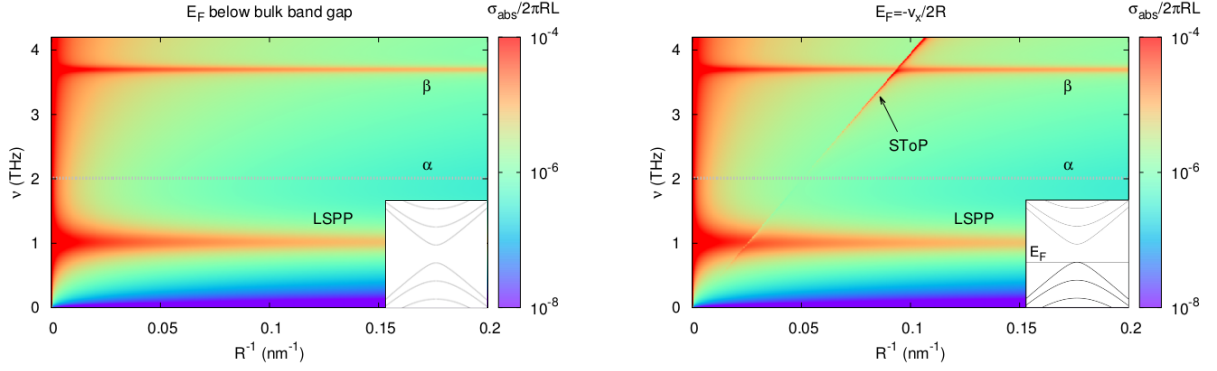 E_F below bulk band gap
σ_abs/2πRL
4
3
2
1
0
ν (THz)
β
α
LSPP
10^-4
10^-6
10^-8
0
0.05
0.1
0.15
0.2
R^-1 (nm^-1)
E_F=-v_x/2R
σ_abs/2πRL
4
3
2
1
0
ν (THz)
β
SToP
α
LSPP
E_F
10^-4
10^-6
10^-8
0
0.05
0.1
0.15
0.2
R^-1 (nm^-1)